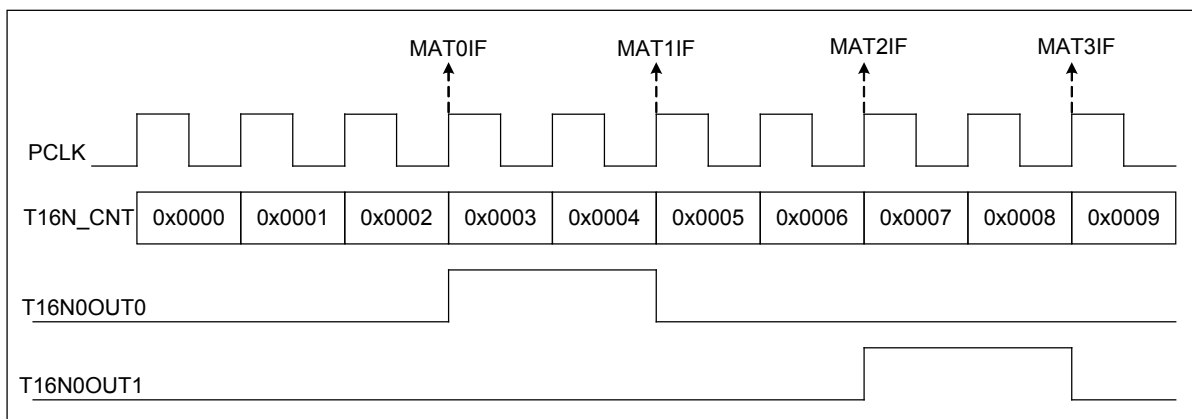 MAT0IF MAT1IF MAT2IF MAT3IF
PCLK
T16N_CNT 0x0000 0x0001 0x0002 0x0003 0x0004 0x0005 0x0006 0x0007 0x0008 0x0009
T16N0OUT0
T16N0OUT1